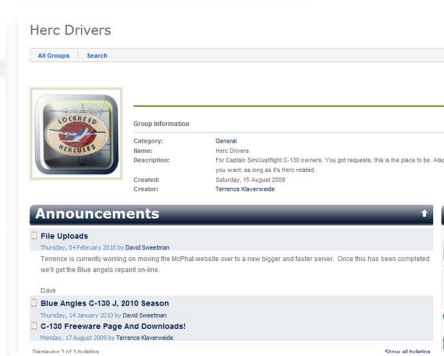 Herc Drivers
All Groups Search
LOCKHEED
HERCULES
Group Information
Category: General
Name: Herc Drivers
Description: For Captain Sim/Justflight C-130 owners. You got requests, this is the place to be. Also
you want, as long as it's Herc related
Created: Saturday, 15 August 2009
Creator: Terrence Klaverweide
Announcements
File Uploads
Thursday, 04 February 2010 by David Sweetman
Terrence is currently working on moving the McPhat website over to a new bigger and faster server. Once this has been completed
we'll get the Blue angels repaint on-line.
Dave
Blue Angles C-130 J, 2010 Season
Thursday, 14 January 2010 by David Sweetman
C-130 Freeware Page And Downloads!
Monday, 17 August 2009 by Terrence Klaverweide
Displaying 3 of 3 bulletins Show all bulletins